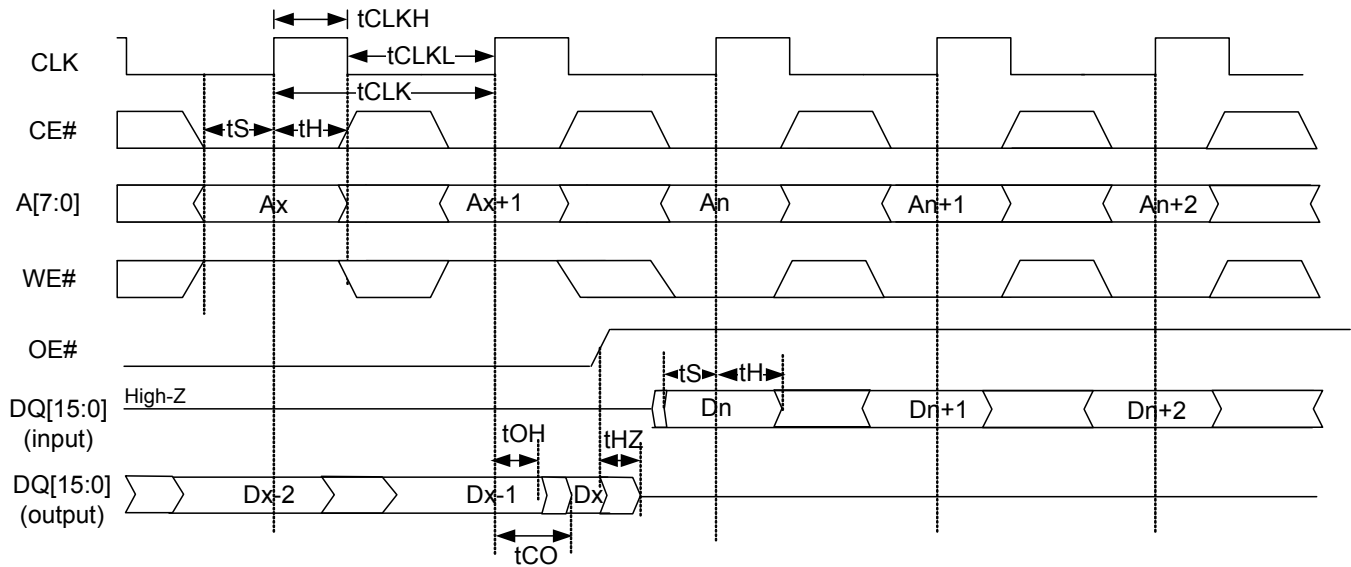 tCLKH
CLK
tCLKL
tCLK
CE#
tS
tH
A[7:0]
Ax
Ax+1
An
An+1
An+2
WE#
OE#
tS
tH
High-Z
DQ[15:0]
(input)
Dn
Dn+1
Dn+2
tOH
tHZ
DQ[15:0]
(output)
Dx-2
Dx-1
Dx
tCO